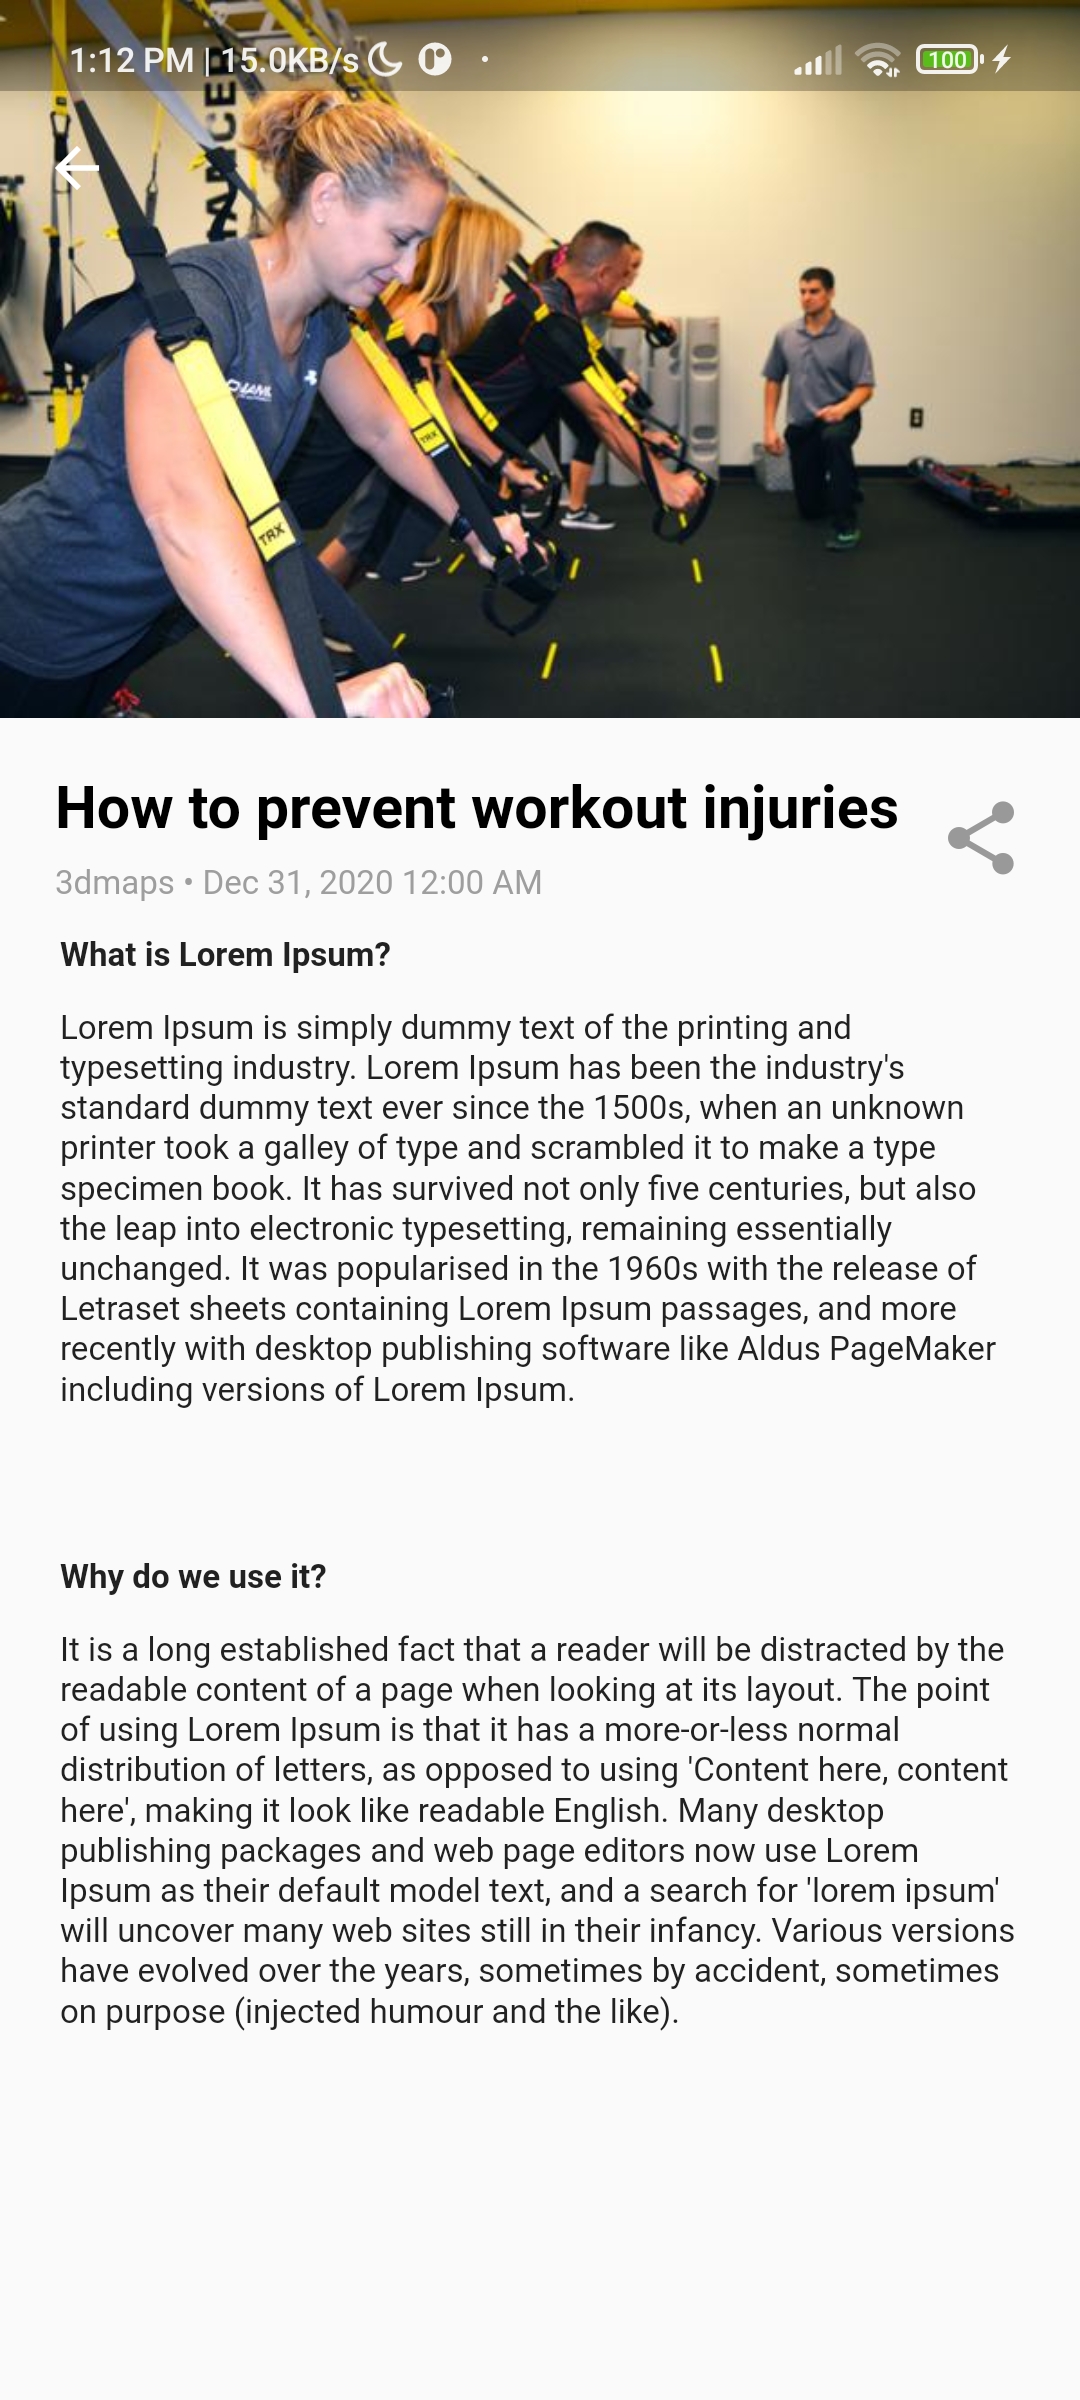 1:12 PM | 15.0KB/s
100
TRX
TRX
How to prevent workout injuries
3dmaps • Dec 31, 2020 12:00 AM
What is Lorem Ipsum?
Lorem Ipsum is simply dummy text of the printing and
typesetting industry. Lorem Ipsum has been the industry's
standard dummy text ever since the 1500s, when an unknown
printer took a galley of type and scrambled it to make a type
specimen book. It has survived not only five centuries, but also
the leap into electronic typesetting, remaining essentially
unchanged. It was popularised in the 1960s with the release of
Letraset sheets containing Lorem Ipsum passages, and more
recently with desktop publishing software like Aldus PageMaker
including versions of Lorem Ipsum.
Why do we use it?
It is a long established fact that a reader will be distracted by the
readable content of a page when looking at its layout. The point
of using Lorem Ipsum is that it has a more-or-less normal
distribution of letters, as opposed to using 'Content here, content
here', making it look like readable English. Many desktop
publishing packages and web page editors now use Lorem
Ipsum as their default model text, and a search for 'lorem ipsum'
will uncover many web sites still in their infancy. Various versions
have evolved over the years, sometimes by accident, sometimes
on purpose (injected humour and the like).